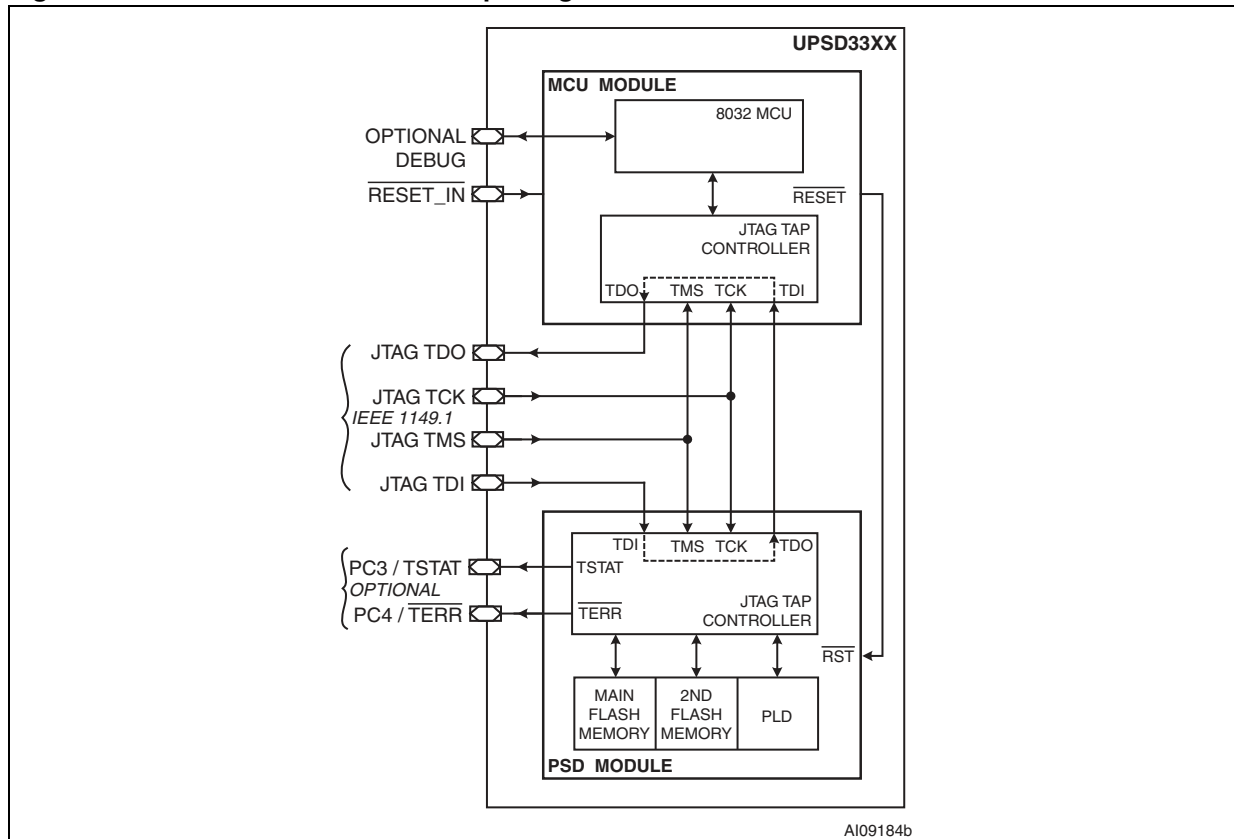 UPSD33XX
MCU MODULE
8032 MCU
OPTIONAL
DEBUG
RESET_IN
RESET
JTAG TAP
CONTROLLER
TDO TMS TCK TDI
JTAG TDO
JTAG TCK
IEEE 1149.1
JTAG TMS
JTAG TDI
TDI TMS TCK TDO
PC3 / TSTAT
TSTAT
OPTIONAL
PC4 / TERR
TERR
JTAG TAP
CONTROLLER
RST
MAIN
FLASH
MEMORY
2ND
FLASH
MEMORY
PLD
PSD MODULE
AI09184b